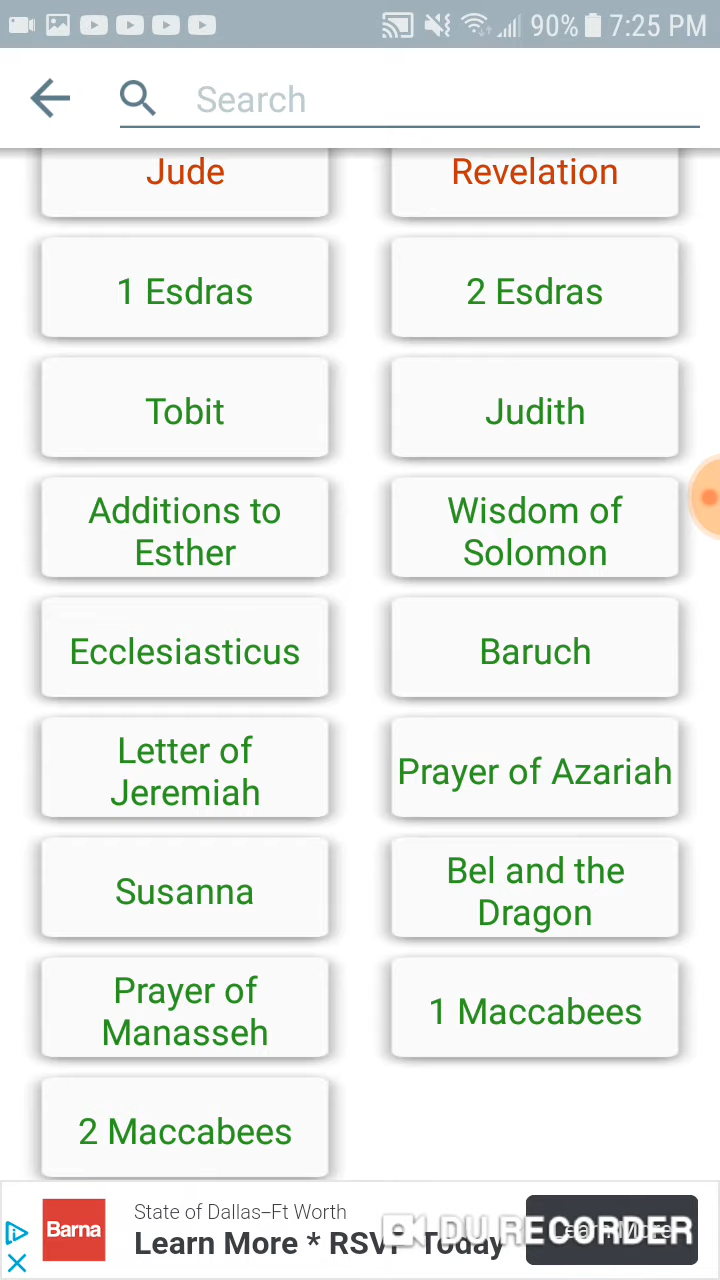 90% 7:25 PM
Search
Jude
Revelation
1 Esdras
2 Esdras
Tobit
Judith
Additions to
Esther
Wisdom of
Solomon
Ecclesiasticus
Baruch
Letter of
Jeremiah
Prayer of Azariah
Susanna
Bel and the
Dragon
Prayer of
Manasseh
1 Maccabees
2 Maccabees
Barna
State of Dallas–Ft Worth
Learn More * RSVP Today
Learn More
DU RECORDER